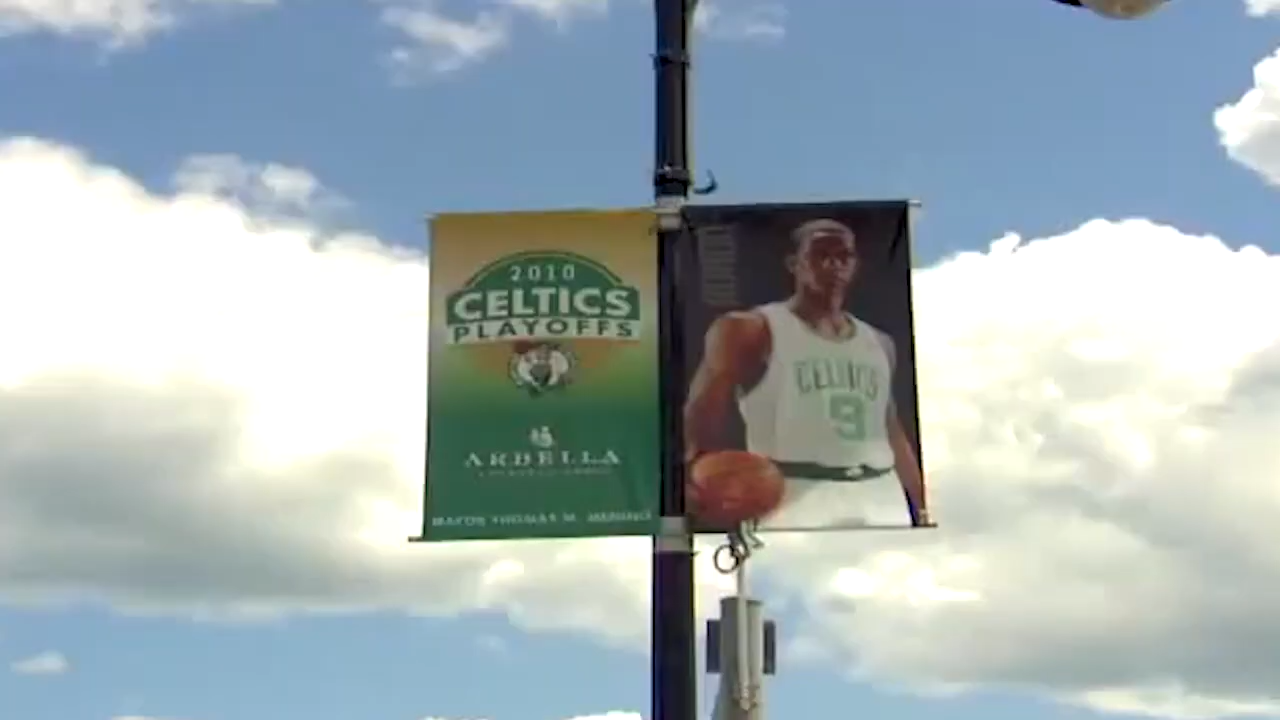 2010
CELTICS
PLAYOFFS
ARBELLA
MAYOR THOMAS M. MENINO
CELTICS
9